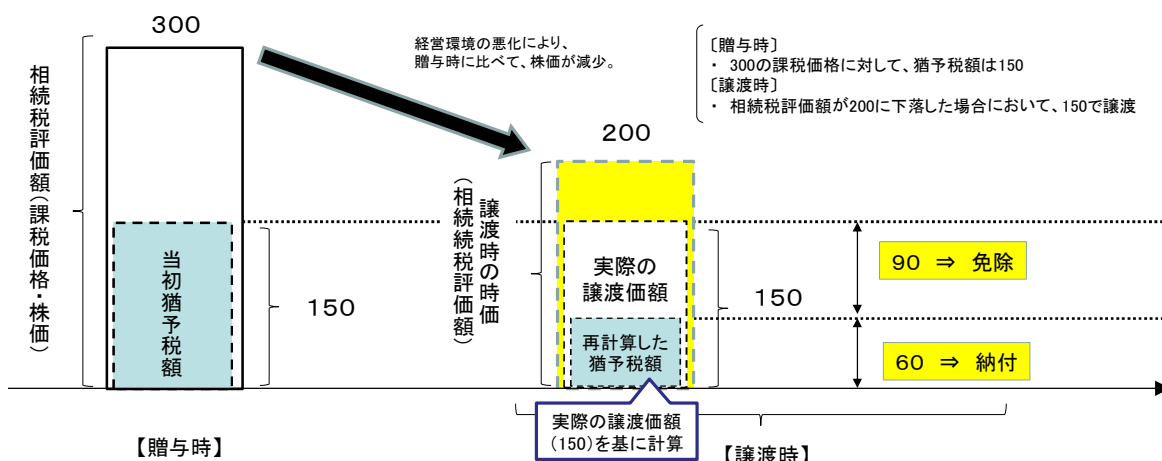 300
相続税評価額(課税価格・株価)
当初猶予税額
150
【贈与時】
経営環境の悪化により、
贈与時に比べて、株価が減少。
〔贈与時〕
・ 300の課税価格に対して、猶予税額は150
〔譲渡時〕
・ 相続税評価額が200に下落した場合において、150で譲渡
200
譲渡時の時価
(相続続税評価額)
実際の
譲渡価額
再計算した
猶予税額
150
90 ⇒ 免除
60 ⇒ 納付
実際の譲渡価額
(150)を基に計算
【譲渡時】